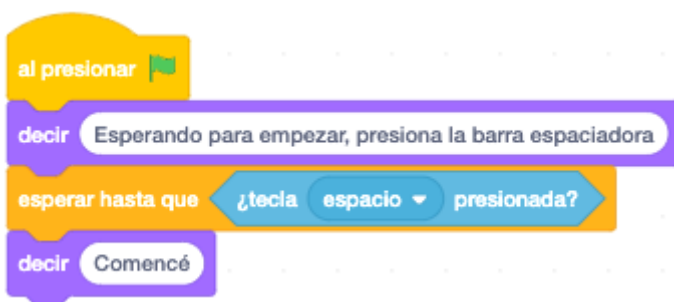 al presionar
decir Esperando para empezar, presiona la barra espaciadora
esperar hasta que ¿tecla espacio presionada?
decir Comencé